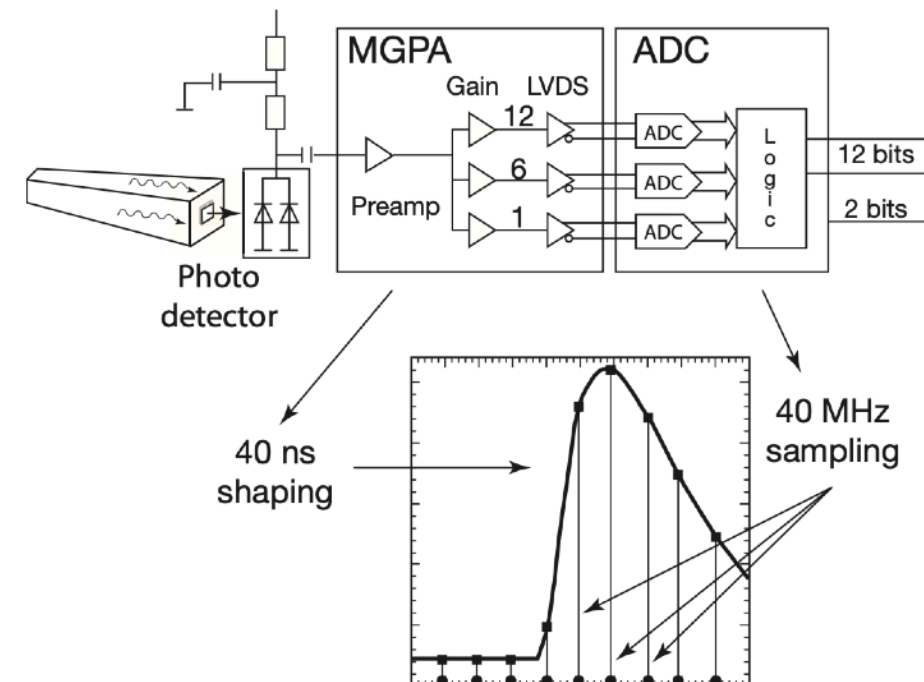 MGPA
ADC
Gain
LVDS
12
6
1
Preamp
ADC
ADC
ADC
Logic
12 bits
2 bits
Photo
detector
40 ns
shaping
40 MHz
sampling